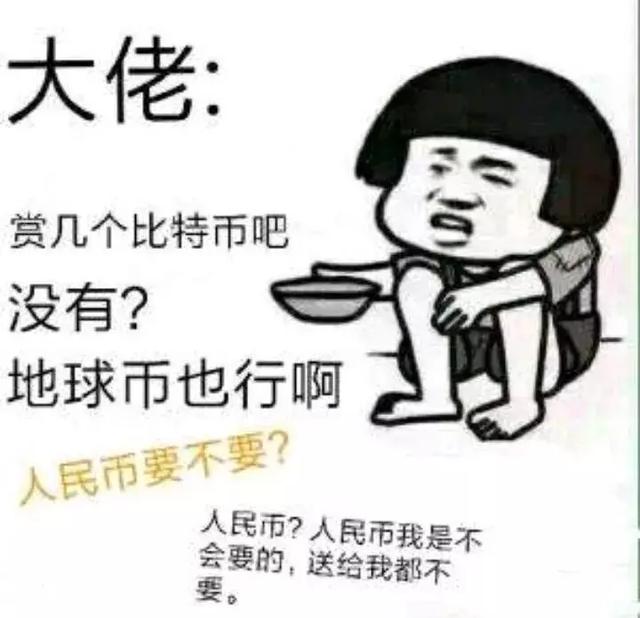 大佬:
赏几个比特币吧
没有?
地球币也行啊
人民币要不要?
人民币? 人民币我是不
会要的, 送给我都不
要。